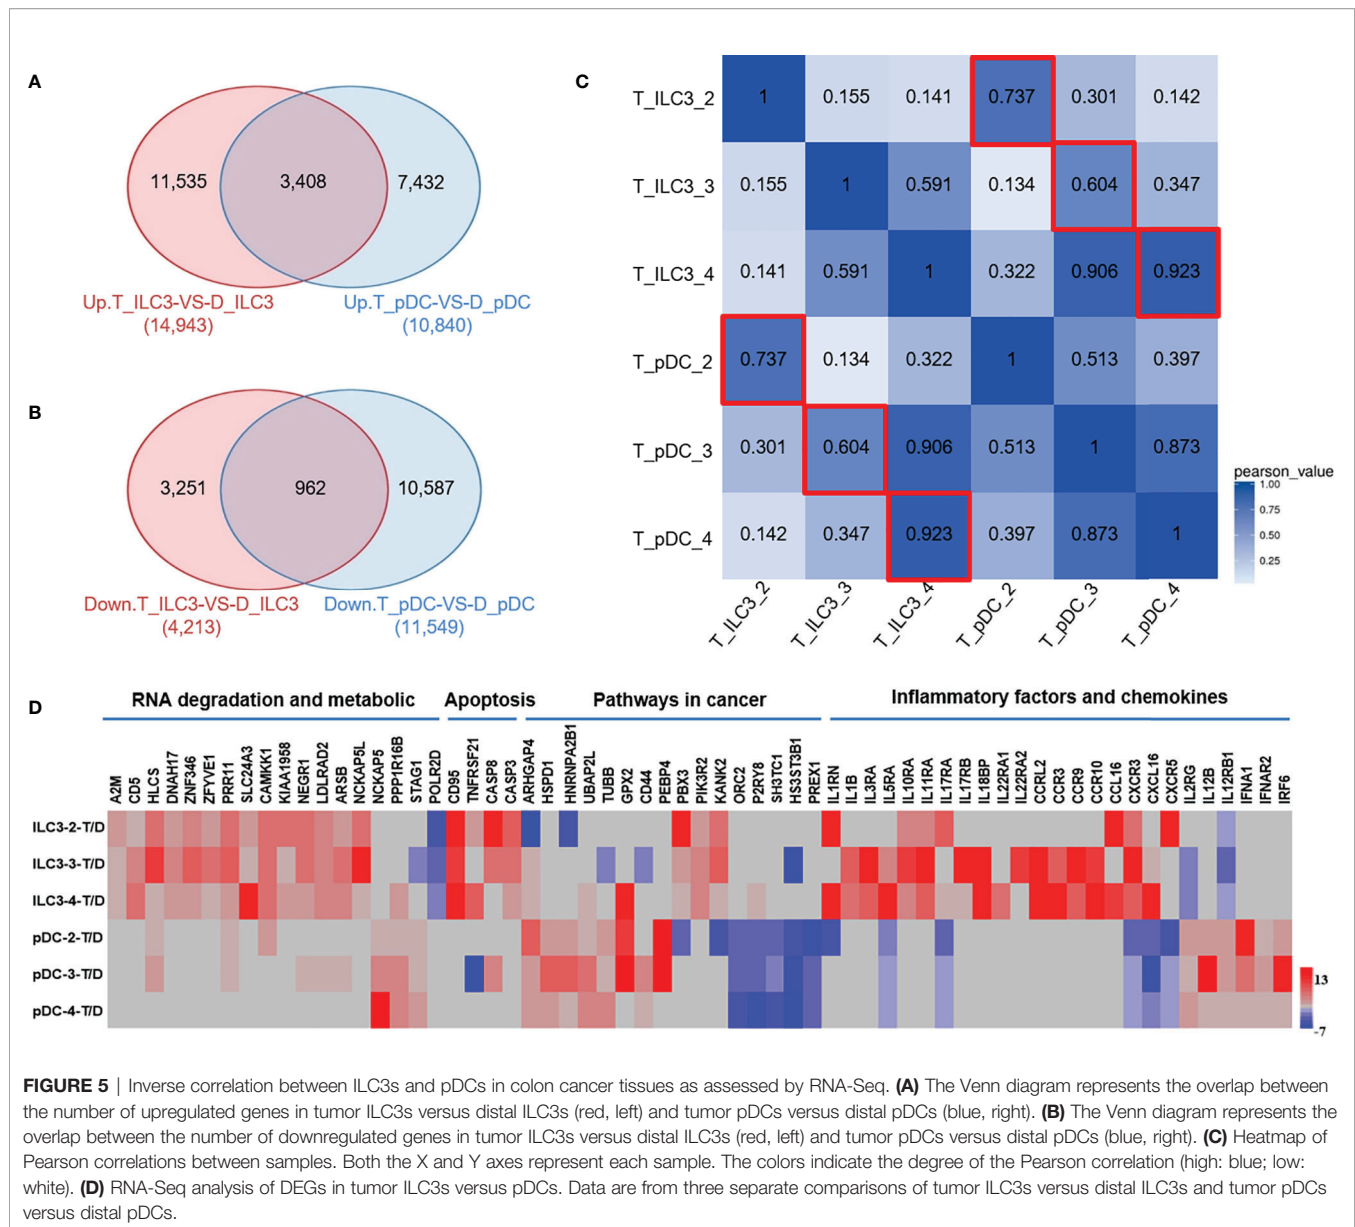 A
11,535 3,408 7,432
Up.T_ILC3-VS-D_ILC3 Up.T_pDC-VS-D_pDC
(14,943) (10,840)
B
3,251 962 10,587
Down.T_ILC3-VS-D_ILC3 Down.T_pDC-VS-D_pDC
(4,213) (11,549)
C
T_ILC3_2 1 0.155 0.141 0.737 0.301 0.142
T_ILC3_3 0.155 1 0.591 0.134 0.604 0.347
T_ILC3_4 0.141 0.591 1 0.322 0.906 0.923
T_pDC_2 0.737 0.134 0.322 1 0.513 0.397
T_pDC_3 0.301 0.604 0.906 0.513 1 0.873
T_pDC_4 0.142 0.347 0.923 0.397 0.873 1
T_ILC3_2 T_ILC3_3 T_ILC3_4 T_pDC_2 T_pDC_3 T_pDC_4
pearson_value
1.00
0.75
0.50
0.25
D
RNA degradation and metabolic Apoptosis Pathways in cancer Inflammatory factors and chemokines
A2M CD5 HLCS DNAH17 ZNF346 ZFYVE1 PRR11 SLC24A3 CAMKK1 KIAA1958 NEGR1 LDLRAD2 ARSB NCKAP5L NCKAP5 PPP1R16B STAG1 POLR2D CD95 TNFRSF21 CASP8 CASP3 ARHGAP4 HSPD1 HNRNPA2B1 UBAP2L TUBB GPX2 CD44 PEBP4 PBX3 PIK3R2 KANK2 ORC2 P2RY8 SH3TC1 HS3ST3B1 PREX1 IL1RN IL1B IL3RA IL5RA IL10RA IL11RA IL17RA IL17RB IL18BP IL22RA1 IL22RA2 CCRL2 CCR3 CCR9 CCR10 CCL16 CXCR3 CXCL16 CXCR5 IL2RG IL12B IL12RB1 IFNA1 IFNAR2 IRF6
ILC3-2-T/D
ILC3-3-T/D
ILC3-4-T/D
pDC-2-T/D
pDC-3-T/D
pDC-4-T/D
13
-7
FIGURE 5 | Inverse correlation between ILC3s and pDCs in colon cancer tissues as assessed by RNA-Seq. (A) The Venn diagram represents the overlap between
the number of upregulated genes in tumor ILC3s versus distal ILC3s (red, left) and tumor pDCs versus distal pDCs (blue, right). (B) The Venn diagram represents the
overlap between the number of downregulated genes in tumor ILC3s versus distal ILC3s (red, left) and tumor pDCs versus distal pDCs (blue, right). (C) Heatmap of
Pearson correlations between samples. Both the X and Y axes represent each sample. The colors indicate the degree of the Pearson correlation (high: blue; low:
white). (D) RNA-Seq analysis of DEGs in tumor ILC3s versus pDCs. Data are from three separate comparisons of tumor ILC3s versus distal ILC3s and tumor pDCs
versus distal pDCs.